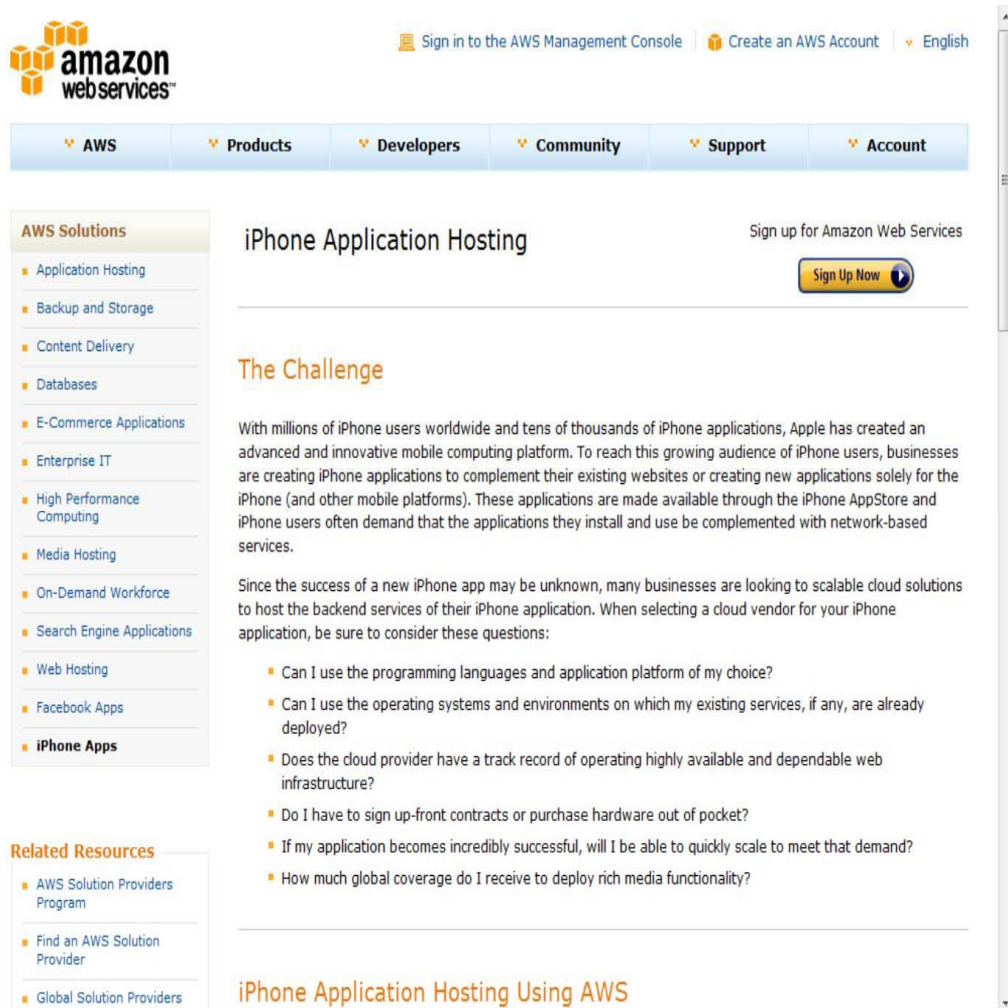 amazon
webservices™
Sign in to the AWS Management Console
Create an AWS Account
English
AWS
Products
Developers
Community
Support
Account
AWS Solutions
Application Hosting
Backup and Storage
Content Delivery
Databases
E-Commerce Applications
Enterprise IT
High Performance
Computing
Media Hosting
On-Demand Workforce
Search Engine Applications
Web Hosting
Facebook Apps
iPhone Apps
Related Resources
AWS Solution Providers
Program
Find an AWS Solution
Provider
Global Solution Providers
iPhone Application Hosting
Sign up for Amazon Web Services
Sign Up Now
The Challenge
With millions of iPhone users worldwide and tens of thousands of iPhone applications, Apple has created an
advanced and innovative mobile computing platform. To reach this growing audience of iPhone users, businesses
are creating iPhone applications to complement their existing websites or creating new applications solely for the
iPhone (and other mobile platforms). These applications are made available through the iPhone AppStore and
iPhone users often demand that the applications they install and use be complemented with network-based
services.
Since the success of a new iPhone app may be unknown, many businesses are looking to scalable cloud solutions
to host the backend services of their iPhone application. When selecting a cloud vendor for your iPhone
application, be sure to consider these questions:
Can I use the programming languages and application platform of my choice?
Can I use the operating systems and environments on which my existing services, if any, are already
deployed?
Does the cloud provider have a track record of operating highly available and dependable web
infrastructure?
Do I have to sign up-front contracts or purchase hardware out of pocket?
If my application becomes incredibly successful, will I be able to quickly scale to meet that demand?
How much global coverage do I receive to deploy rich media functionality?
iPhone Application Hosting Using AWS